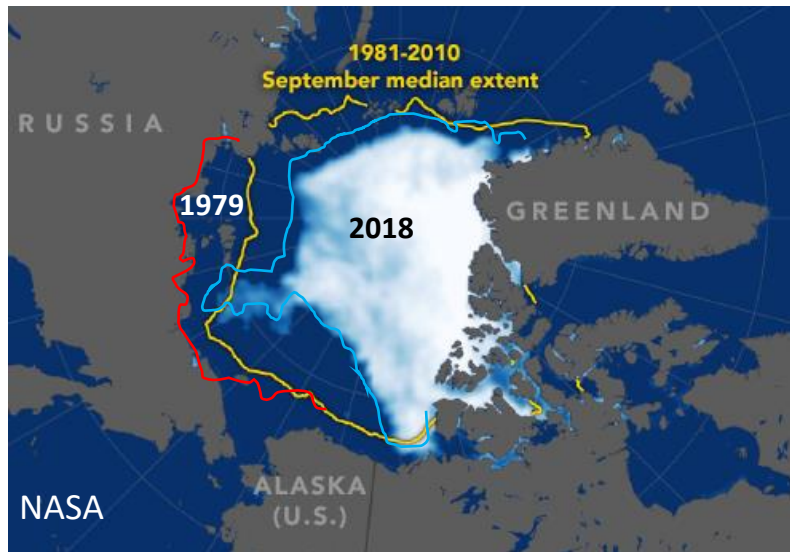 1981-2010
September median extent
RUSSIA
1979
2018
GREENLAND
ALASKA
(U.S.)
NASA